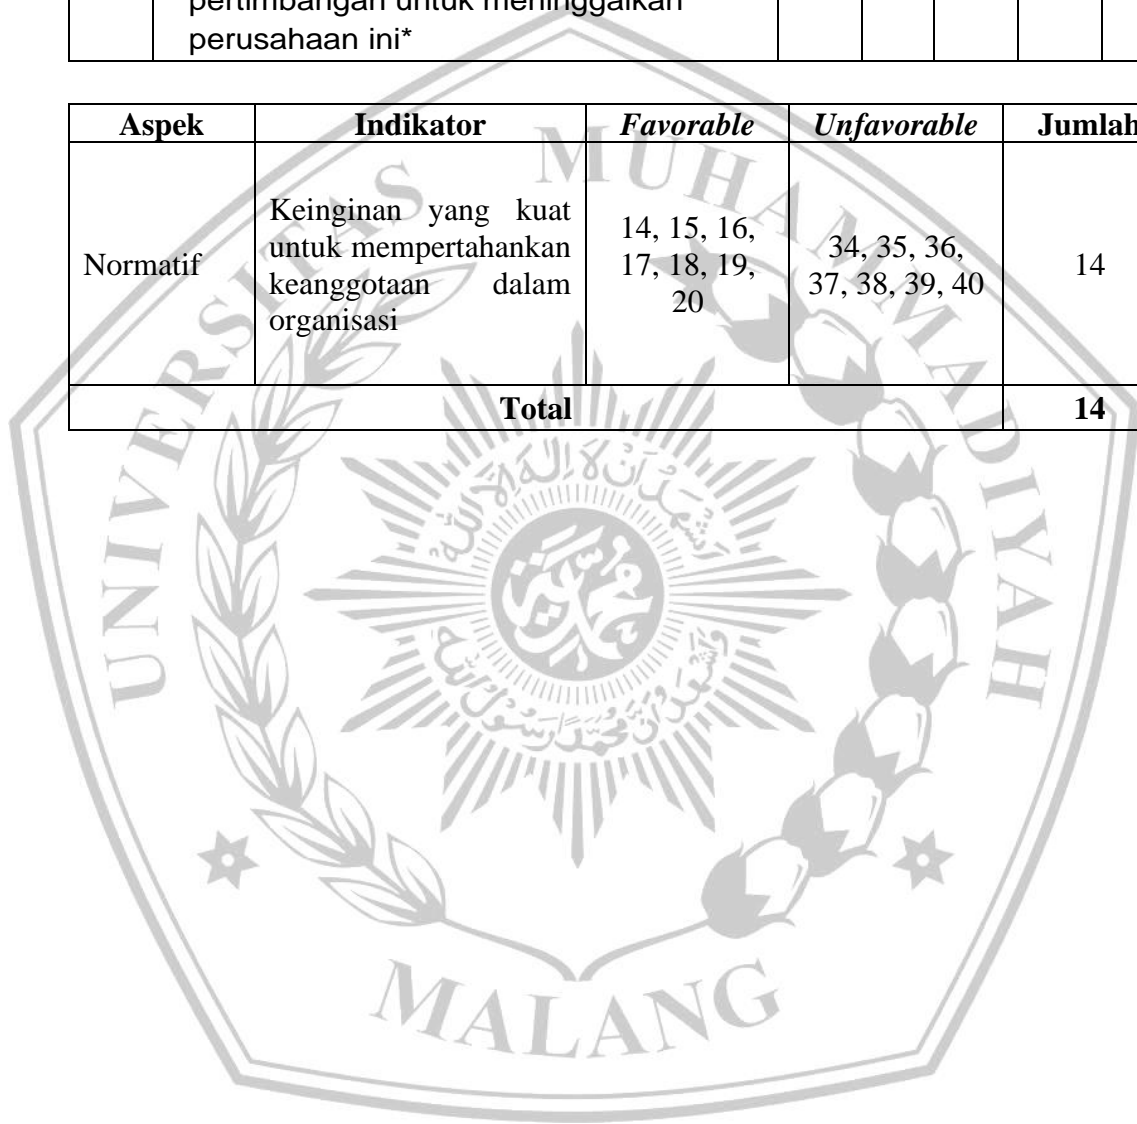 pertimbangan untuk meninggalkan
perusahaan ini*
Aspek Indikator Favorable Unfavorable Jumlah
Normatif
Keinginan yang kuat
untuk mempertahankan
keanggotaan dalam
organisasi
14, 15, 16,
17, 18, 19,
20
34, 35, 36,
37, 38, 39, 40
14
Total 14
UNIVERSITAS MUHAMMADIYAH
MALANG